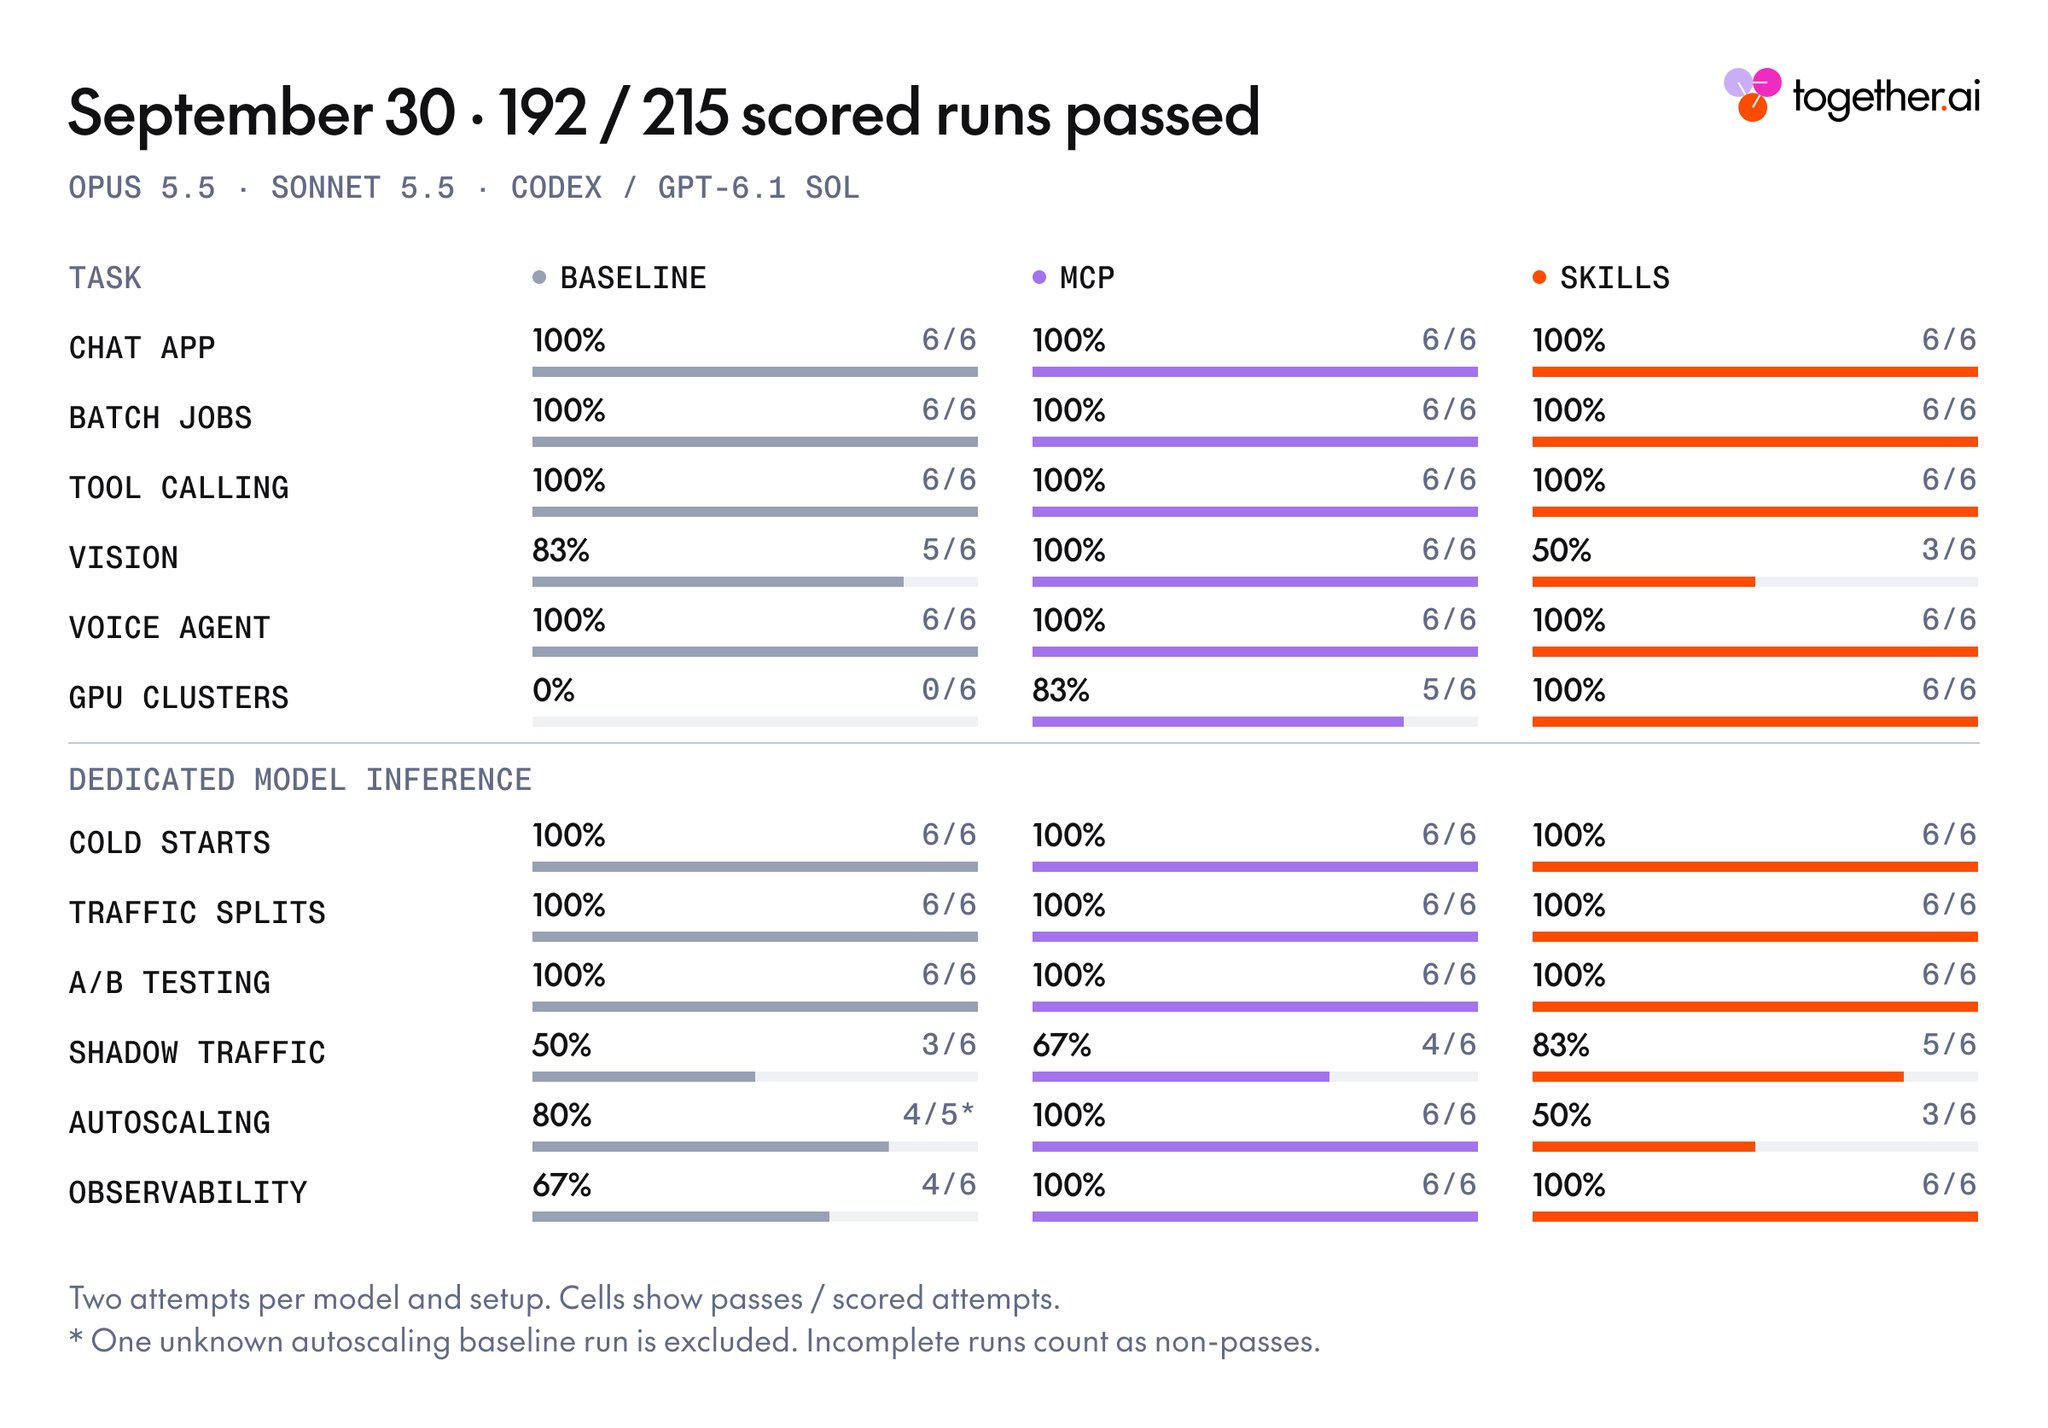 September 30 · 192 / 215 scored runs passed
together.ai
OPUS 5.5 · SONNET 5.5 · CODEX / GPT-6.1 SOL
TASK BASELINE MCP SKILLS
CHAT APP 100% 6/6 100% 6/6 100% 6/6
BATCH JOBS 100% 6/6 100% 6/6 100% 6/6
TOOL CALLING 100% 6/6 100% 6/6 100% 6/6
VISION 83% 5/6 100% 6/6 50% 3/6
VOICE AGENT 100% 6/6 100% 6/6 100% 6/6
GPU CLUSTERS 0% 0/6 83% 5/6 100% 6/6
DEDICATED MODEL INFERENCE
COLD STARTS 100% 6/6 100% 6/6 100% 6/6
TRAFFIC SPLITS 100% 6/6 100% 6/6 100% 6/6
A/B TESTING 100% 6/6 100% 6/6 100% 6/6
SHADOW TRAFFIC 50% 3/6 67% 4/6 83% 5/6
AUTOSCALING 80% 4/5* 100% 6/6 50% 3/6
OBSERVABILITY 67% 4/6 100% 6/6 100% 6/6
Two attempts per model and setup. Cells show passes / scored attempts.
* One unknown autoscaling baseline run is excluded. Incomplete runs count as non-passes.